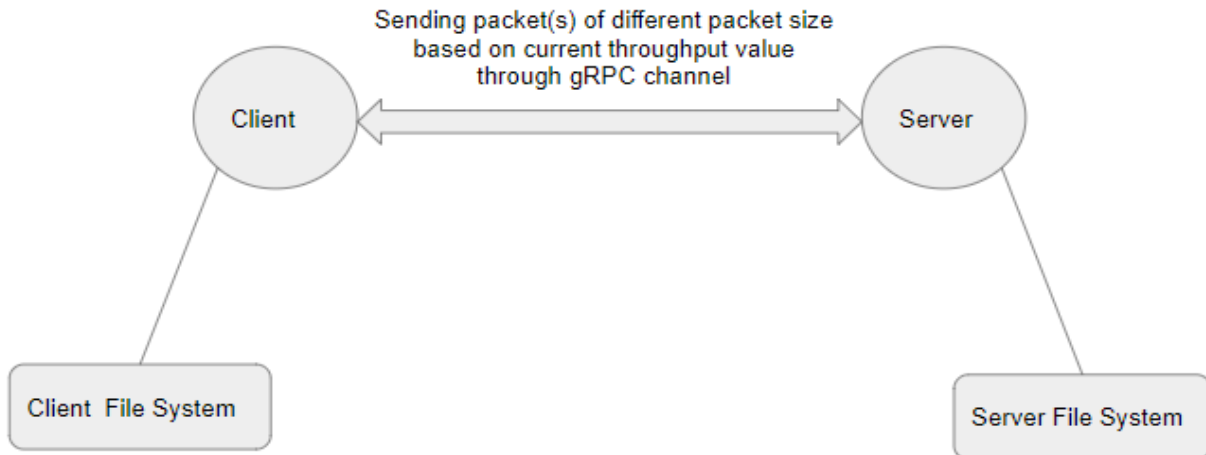 Sending packet(s) of different packet size
based on current throughput value
through gRPC channel
Client
Server
Client File System
Server File System